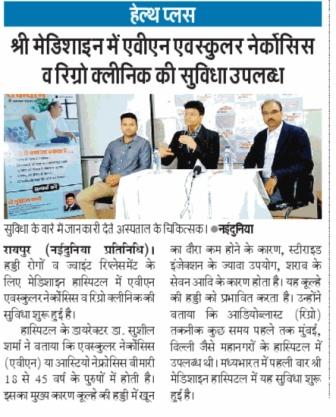 हेल्थ प्लस
श्री मेडिशाइन में एवीएन एवस्कुलर नेर्कोसिस
व रिग्रो क्लीनिक की सुविधा उपलब्ध
सुविधा के बारे में जानकारी देते अस्पताल के चिकित्सक। ● नईदुनिया
रायपुर (नईदुनिया प्रतिनिधि)।
हड्डी रोगों व ज्वाइंट रिप्लेसमेंट के
लिए मेडिशाइन हास्पिटल में एवीएन
एवस्कुलर नेर्कोसिस व रिग्रो क्लीनिक की
सुविधा शुरू हुई है।
हास्पिटल के डायरेक्टर डा. सुशील
शर्मा ने बताया कि एवस्कुलर नेर्कोसिस
(एवीएन) या आस्टियो नेफ्रोसिस बीमारी
18 से 45 वर्ष के पुरुषों में होती है।
इसका मुख्य कारण कूल्हे की हड्डी में खून
का दौरा कम होने के कारण, स्टीराइड
इंजेक्शन के ज्यादा उपयोग, शराब के
सेवन आदि के कारण होता है। यह कूल्हे
की हड्डी को प्रभावित करता है। उन्होंने
बताया कि आडियोब्लास्ट (रिग्रो)
तकनीक कुछ समय पहले तक मुंबई,
दिल्ली जैसे महानगरों के हास्पिटल में
उपलब्ध थी। मध्यभारत में पहली बार श्री
मेडिशाइन हास्पिटल में यह सुविधा शुरू
हुई है।